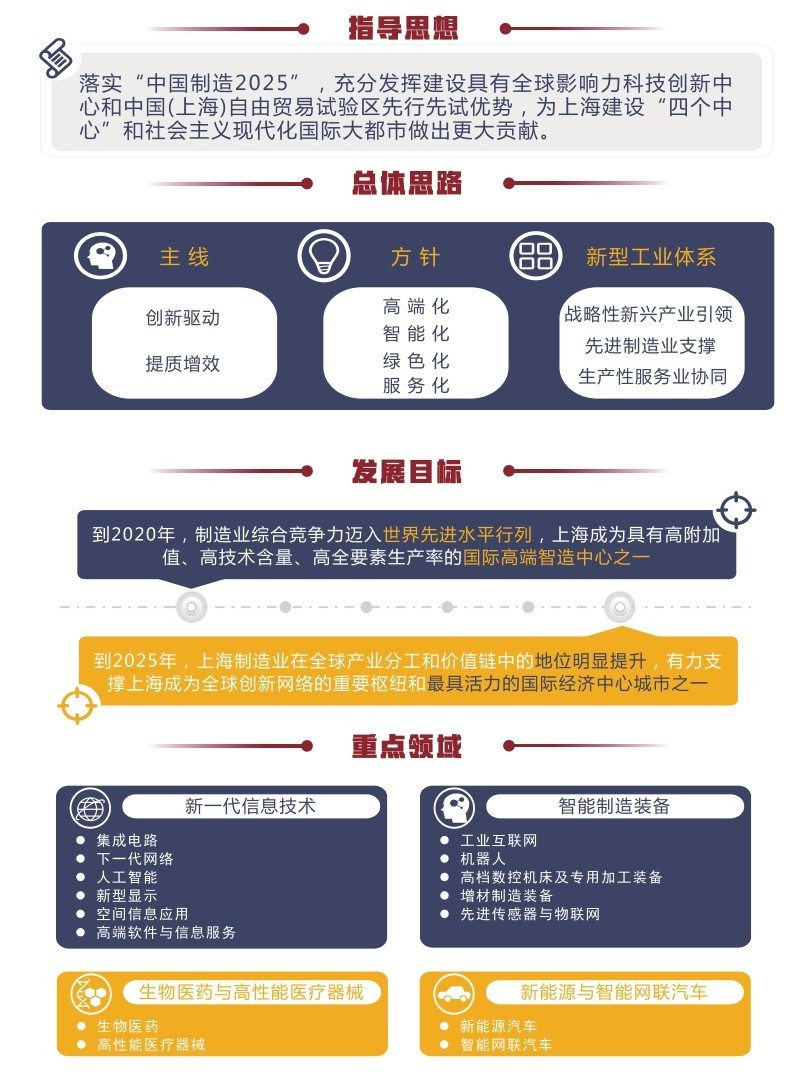 指导思想
落实“中国制造2025”，充分发挥建设具有全球影响力科技创新中
心和中国(上海)自由贸易试验区先行先试优势，为上海建设“四个中
心”和社会主义现代化国际大都市做出更大贡献。
总体思路
主线
创新驱动
提质增效
方针
高端化
智能化
绿色化
服务化
新型工业体系
战略性新兴产业引领
先进制造业支撑
生产性服务业协同
发展目标
到2020年，制造业综合竞争力迈入世界先进水平行列，上海成为具有高附加
值、高技术含量、高全要素生产率的国际高端智造中心之一
到2025年，上海制造业在全球产业分工和价值链中的地位明显提升，有力支
撑上海成为全球创新网络的重要枢纽和最具活力的国际经济中心城市之一
重点领域
新一代信息技术
集成电路
下一代网络
人工智能
新型显示
空间信息应用
高端软件与信息服务
智能制造装备
工业互联网
机器人
高档数控机床及专用加工装备
增材制造装备
先进传感器与物联网
生物医药与高性能医疗器械
生物医药
高性能医疗器械
新能源与智能网联汽车
新能源汽车
智能网联汽车